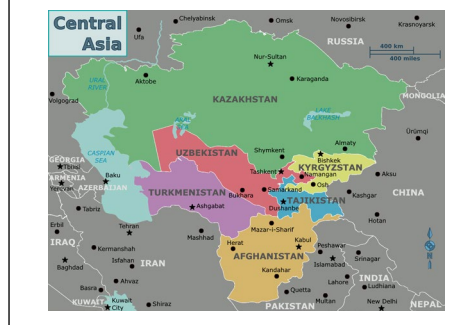 Central
Asia
Chelyabinsk
Omsk
Novosibirsk
Krasnoyarsk
Ufa
RUSSIA
400 km
400 miles
Nur-Sultan
Aktobe
Karaganda
URAL
RIVER
Volgograd
KAZAKHSTAN
MONGOLIA
ARAL
SEA
LAKE
BALKHASH
Ürümqi
CASPIAN
SEA
Shymkent
Almaty
Bishkek
UZBEKISTAN
GEORGIA
Tbilisi
Tashkent
KYRGYZSTAN
Namangan
Aksu
ARMENIA
Yerevan
Baku
AZERBAIJAN
Osh
TURKMENISTAN
Samarkand
Bukhara
Kashgar
CHINA
TAJIKISTAN
Dushanbe
Tabriz
Ashgabat
Hotan
Erbil
Tehran
Mashhad
Mazar-i-Sharif
IRAQ
Kermanshah
Herat
Kabul
Peshawar
Srinagar
AFGHANISTAN
Islamabad
Baghdad
Isfahan
IRAN
Kandahar
INDIA
Ahvaz
Lahore
Ludhiana
Basra
Quetta
KUWAIT
Kuwait
City
Shiraz
Multan
New Delhi
NEPAL
PAKISTAN